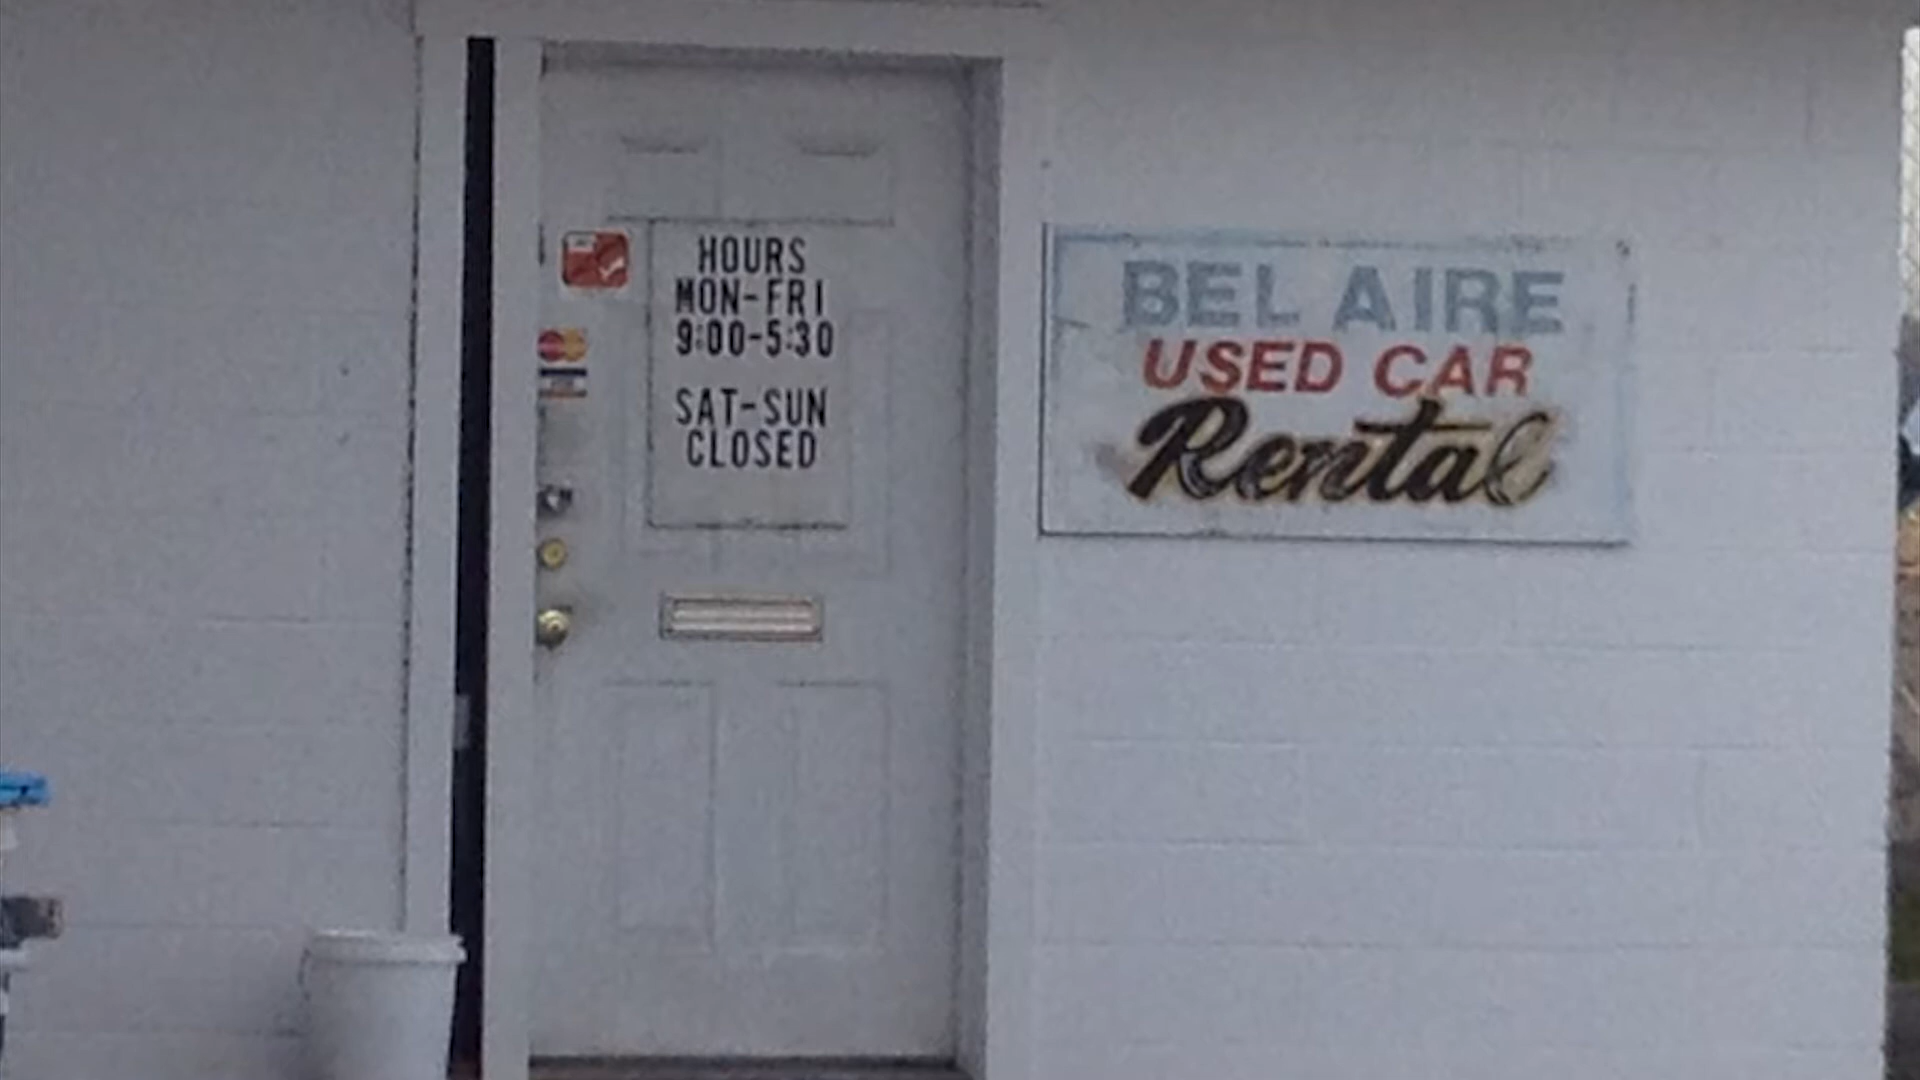 HOURS
MON-FRI
9:00-5:30
SAT-SUN
CLOSED
BEL AIRE
USED CAR
Rental